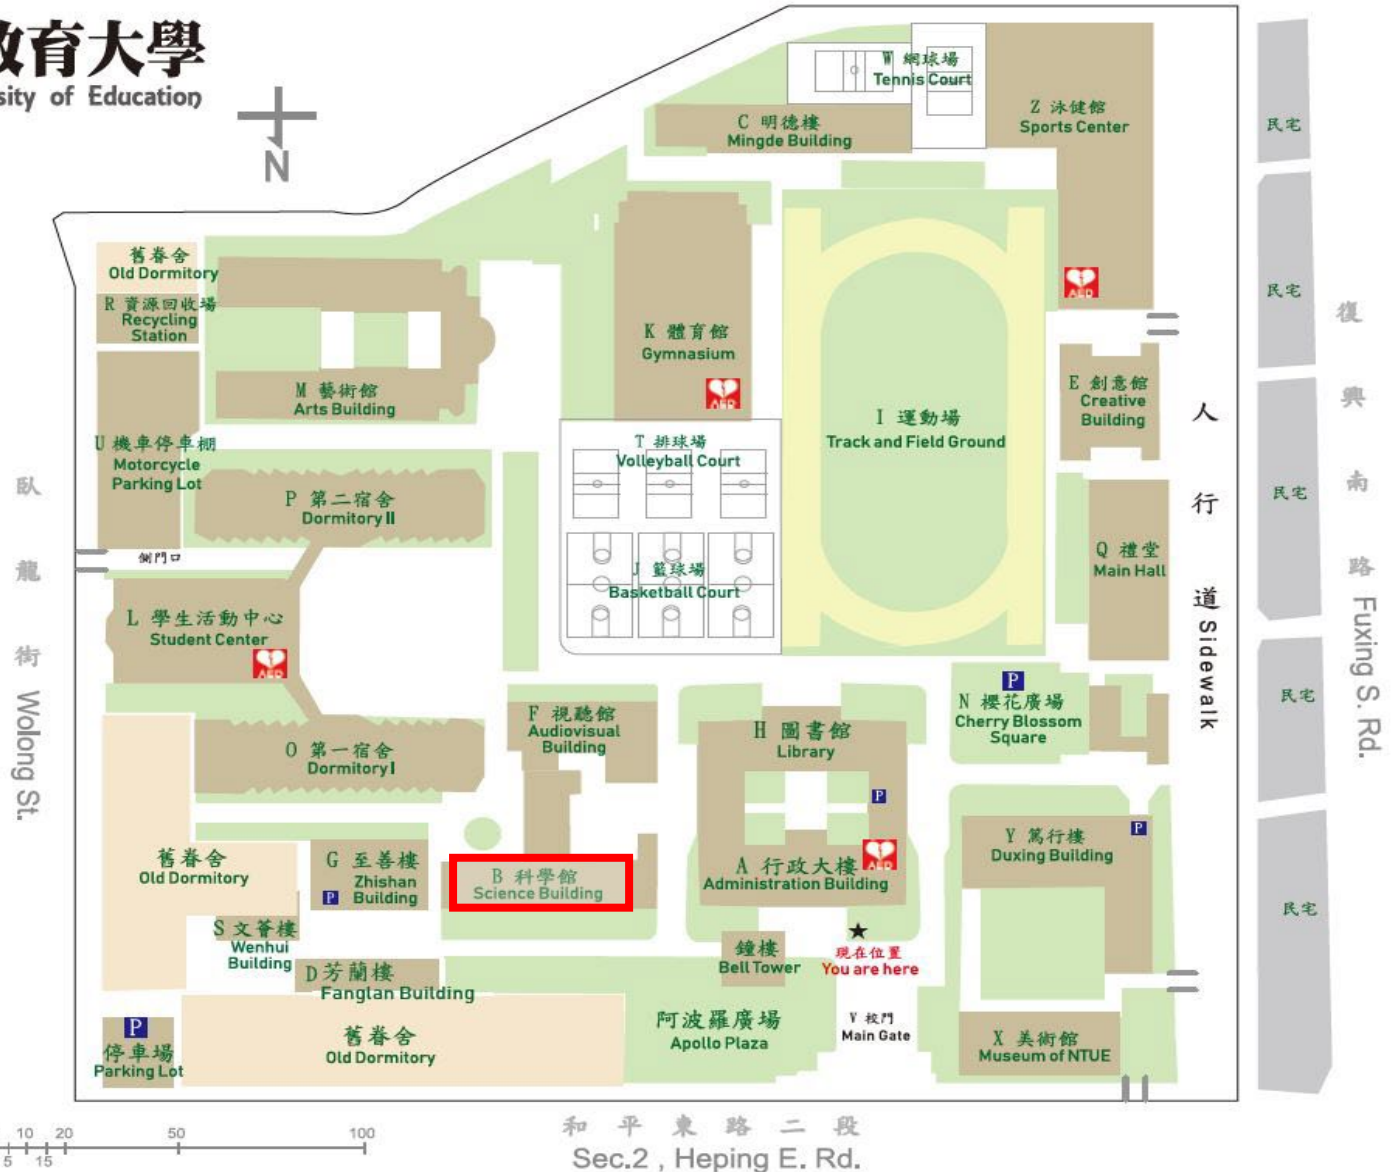 教育大學
sity of Education
N
W 網球場
Tennis Court
C 明德樓
Mingde Building
Z 泳健館
Sports Center
民宅
舊眷舍
Old Dormitory
R 資源回收場
Recycling
Station
AED
民宅
K 體育館
Gymnasium
AED
M 藝術館
Arts Building
E 創意館
Creative
Building
I 運動場
Track and Field Ground
T 排球場
Volleyball Court
U 機車停車棚
Motorcycle
Parking Lot
P 第二宿舍
Dormitory II
民宅
側門口
Q 禮堂
Main Hall
J 籃球場
Basketball Court
人行道 Sidewalk
復興南路 Fuxing S. Rd.
臥龍街 Wolong St.
L 學生活動中心
Student Center
AED
P
N 櫻花廣場
Cherry Blossom
Square
民宅
F 視聽館
Audiovisual
Building
H 圖書館
Library
O 第一宿舍
Dormitory I
P
Y 篤行樓
Duxing Building
P
舊眷舍
Old Dormitory
G 至善樓
Zhishan
Building
P
B 科學館
Science Building
A 行政大樓
Administration Building
AED
民宅
S 文薈樓
Wenhui
Building
鐘樓
Bell Tower
現在位置
You are here
D 芳蘭樓
Fanglan Building
P
停車場
Parking Lot
舊眷舍
Old Dormitory
阿波羅廣場
Apollo Plaza
V 校門
Main Gate
X 美術館
Museum of NTUE
10 20 50 100
5 15
和平東路二段
Sec.2 , Heping E. Rd.